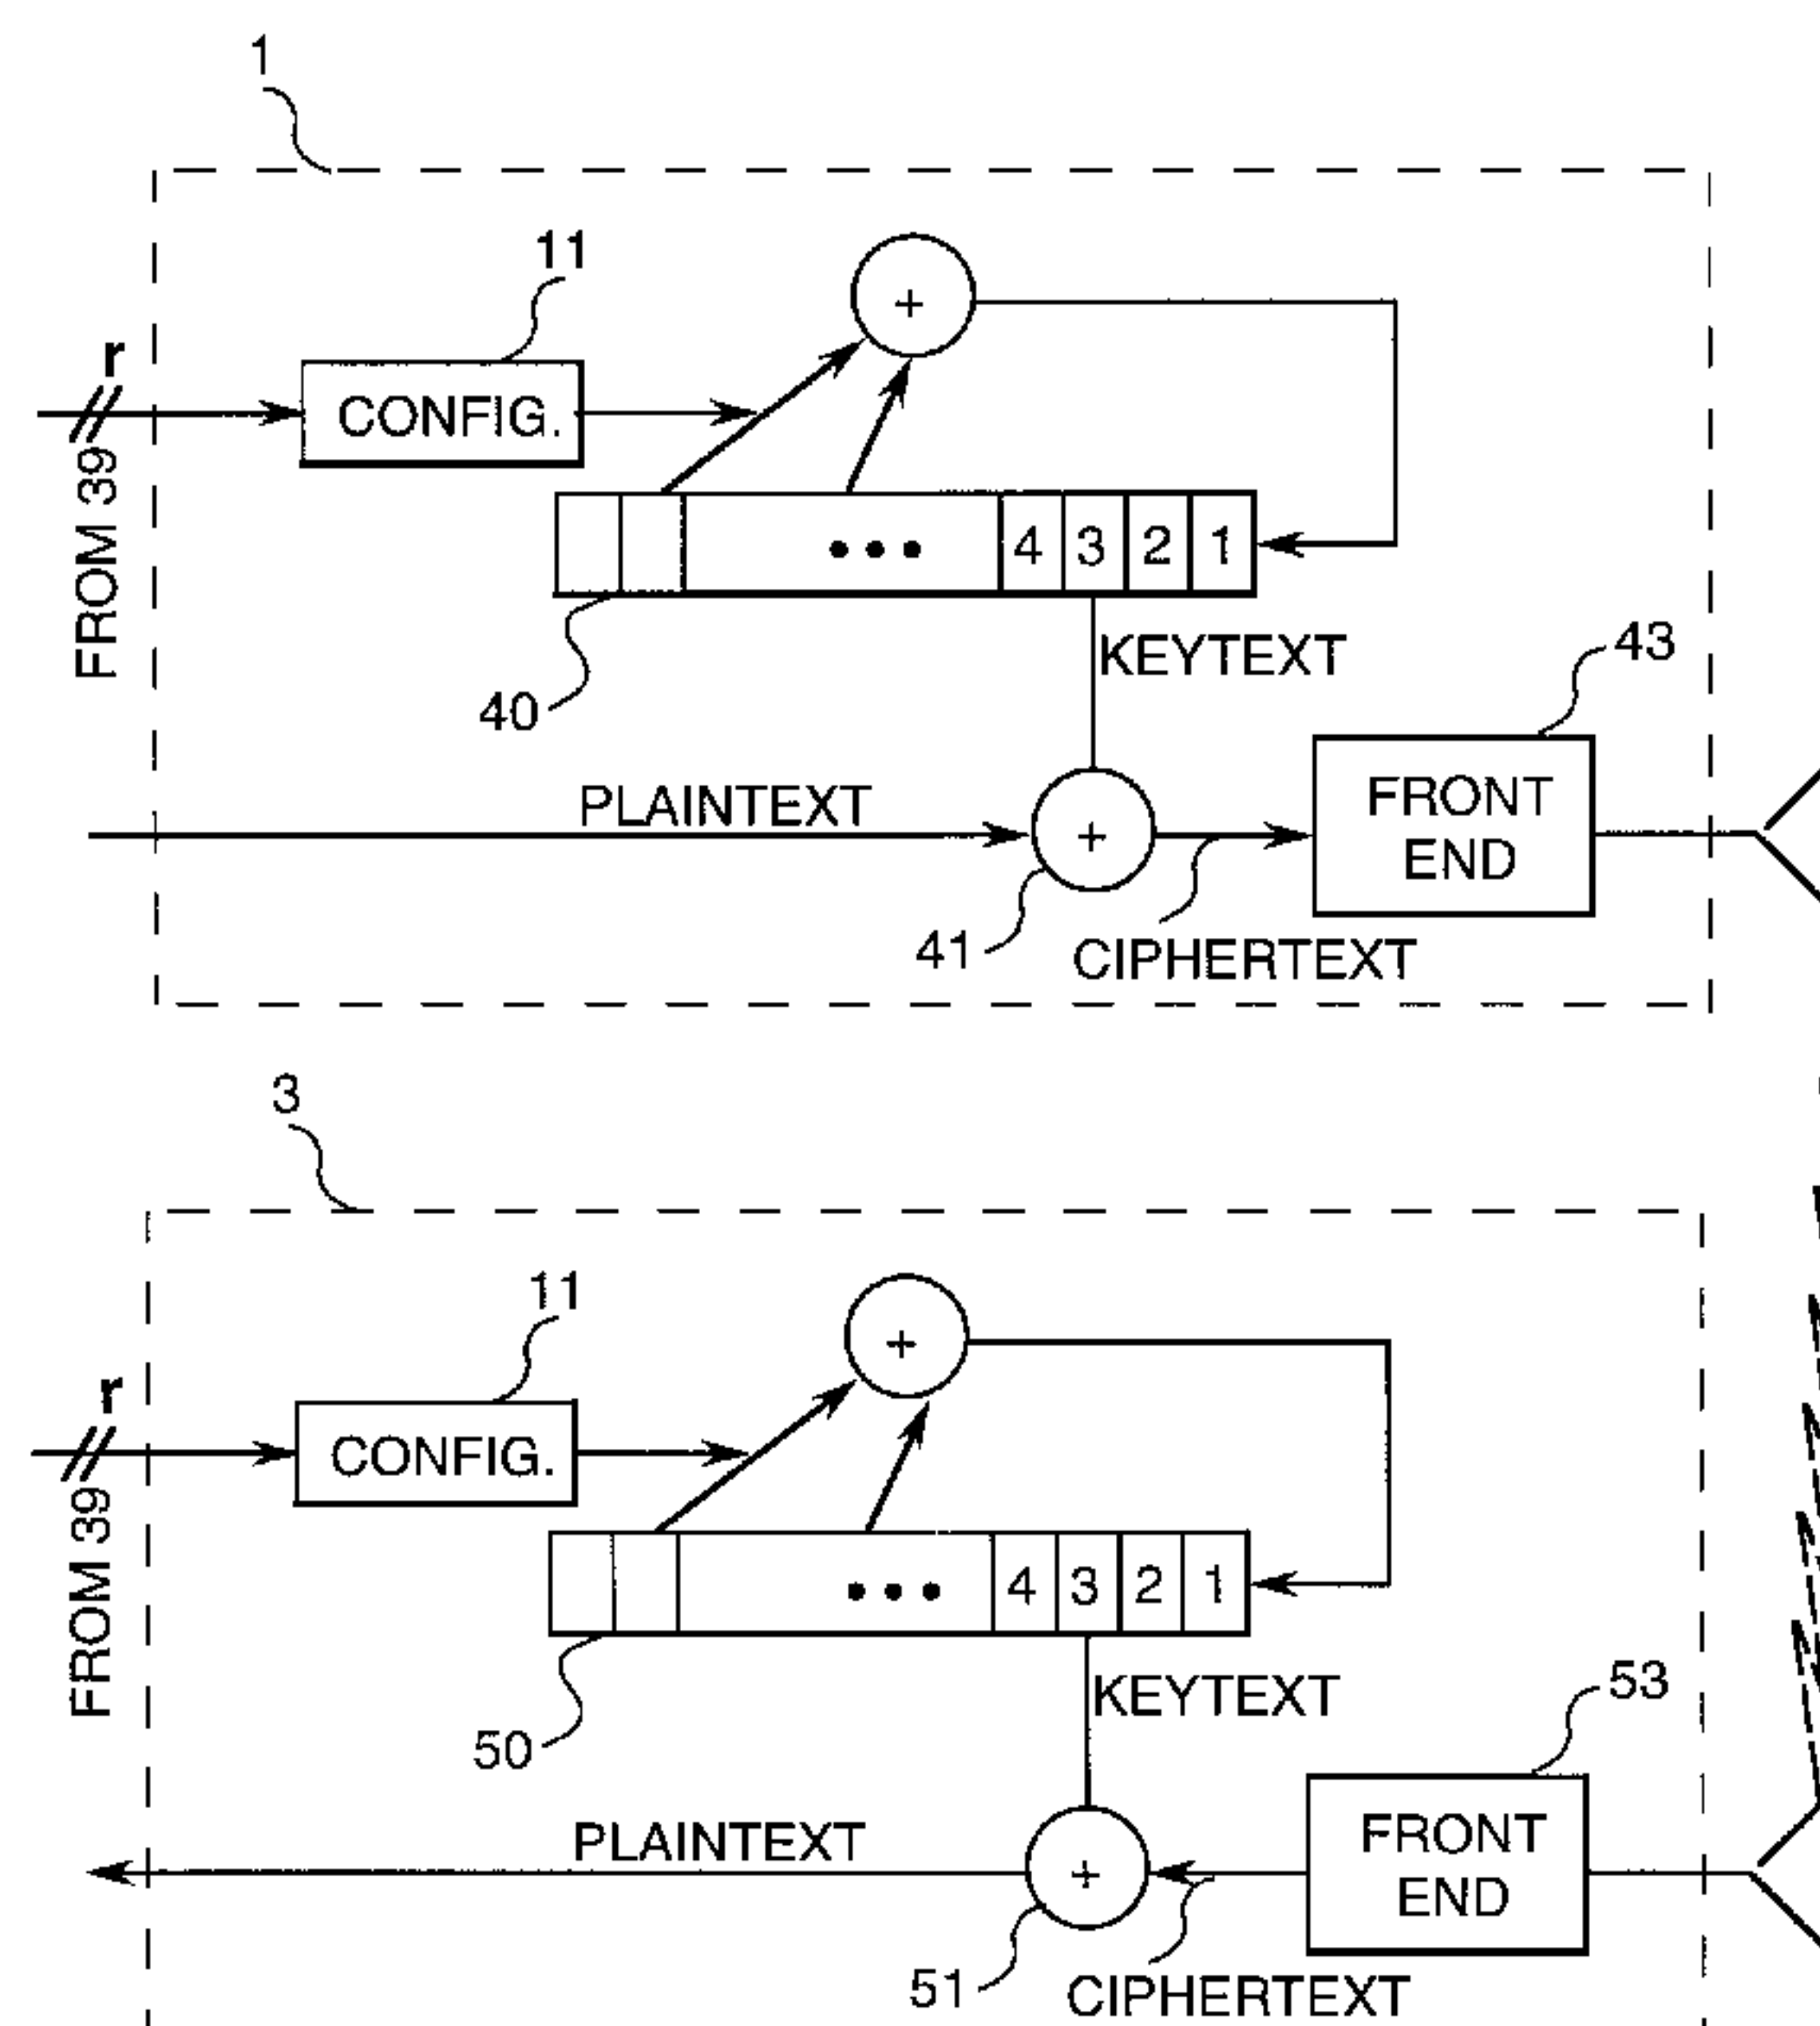 1
11
+
r
CONFIG.
FROM 39
4 3 2 1
KEYTEXT
43
40
PLAINTEXT
FRONT
END
+
41
CIPHERTEXT
3
11
+
r
CONFIG.
FROM 39
4 3 2 1
KEYTEXT
53
50
PLAINTEXT
FRONT
END
+
51
CIPHERTEXT